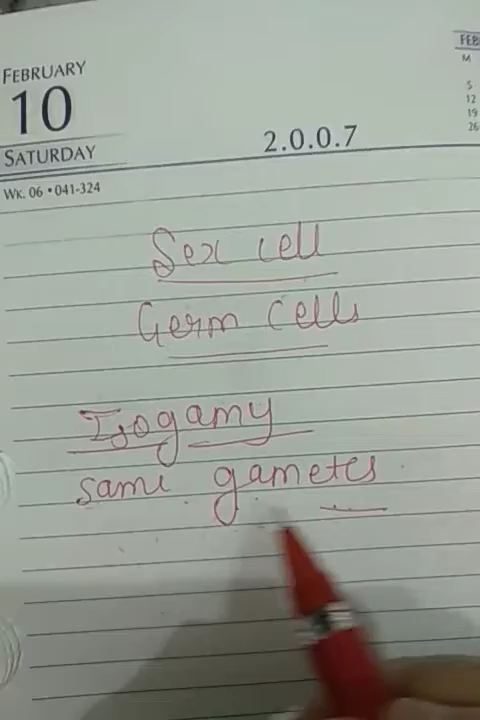 FEBRUARY
10
SATURDAY
WK. 06 • 041-324
2.0.0.7
FEB
M
5
12
19
26
Sex cell
Germ Cells
Isogamy
same gametes